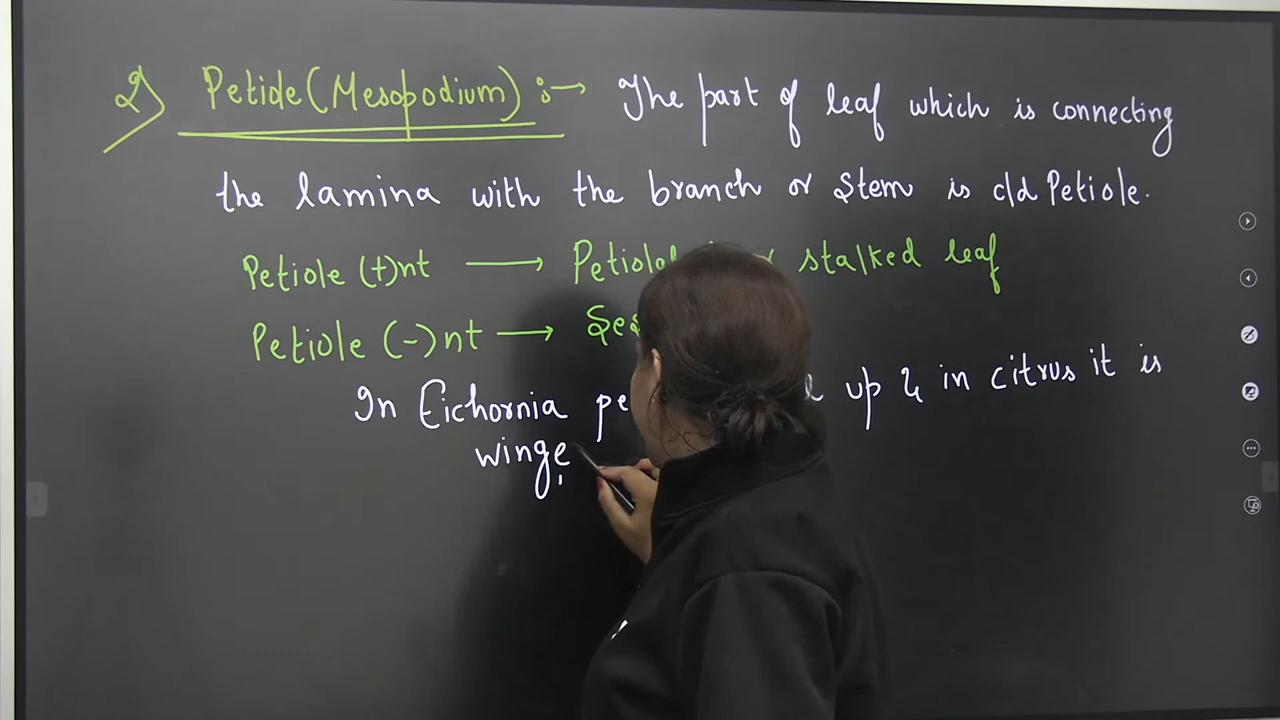 2) Petiole (Mesopodium) :→ The part of leaf which is connecting
the lamina with the branch or stem is c/d Petiole.
Petiole (+)nt → stalked leaf
Petiole (-)nt →
In Eichornia up & in citrus it is
winge